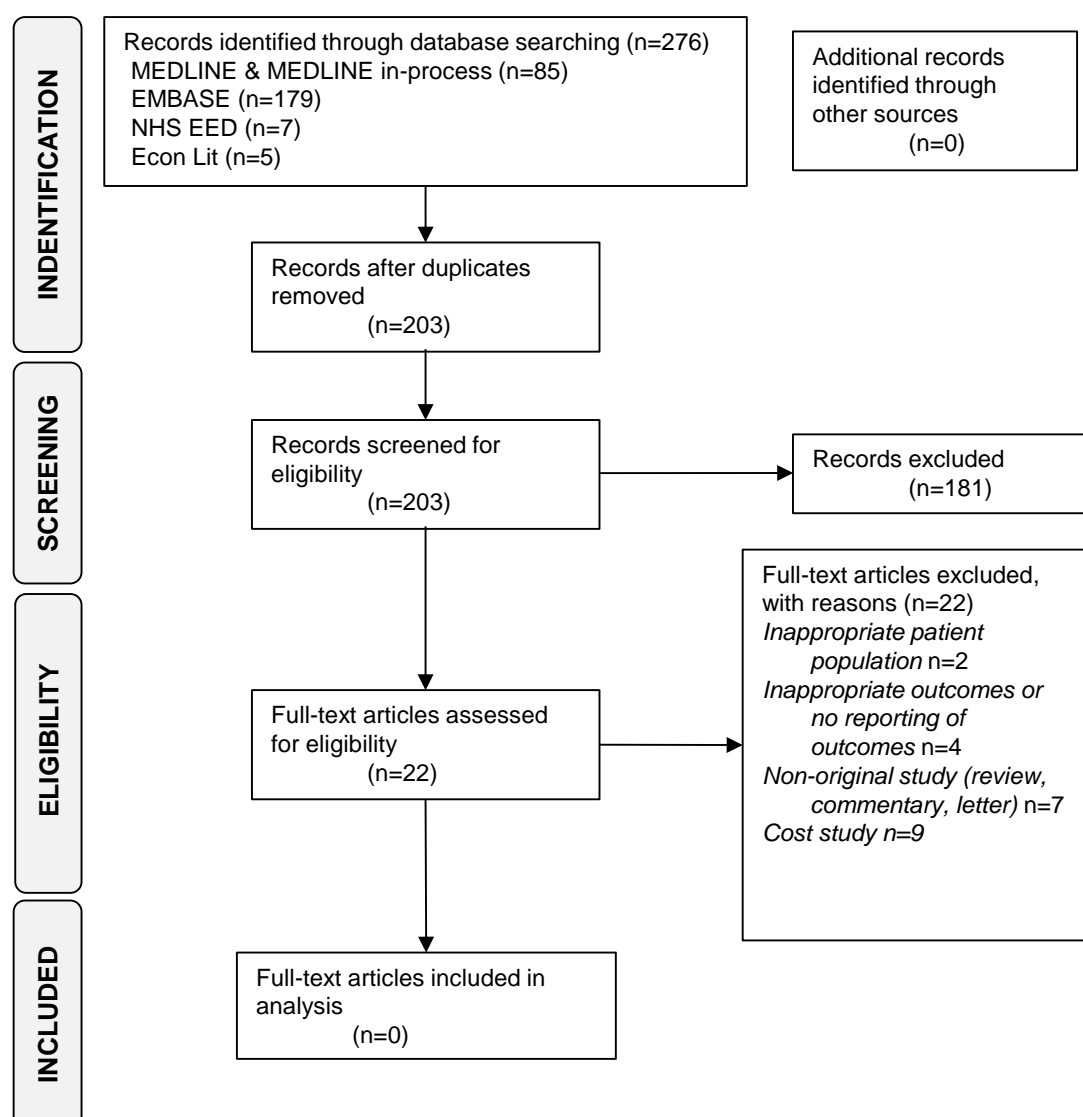 INDENTIFICATION
Records identified through database searching (n=276)
MEDLINE & MEDLINE in-process (n=85)
EMBASE (n=179)
NHS EED (n=7)
Econ Lit (n=5)
Additional records
identified through
other sources
(n=0)
Records after duplicates
removed
(n=203)
SCREENING
Records screened for
eligibility
(n=203)
Records excluded
(n=181)
ELIGIBILITY
Full-text articles assessed
for eligibility
(n=22)
Full-text articles excluded,
with reasons (n=22)
Inappropriate patient
population n=2
Inappropriate outcomes or
no reporting of
outcomes n=4
Non-original study (review,
commentary, letter) n=7
Cost study n=9
INCLUDED
Full-text articles included in
analysis
(n=0)